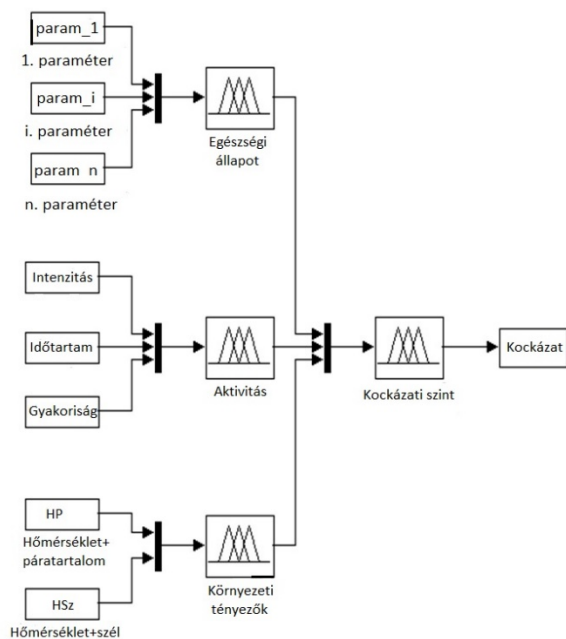 param_1
1. paraméter
param_i
i. paraméter
param n
n. paraméter
Egészségi
állapot
Intenzitás
Időtartam
Gyakoriság
Aktivitás
Kockázati szint
Kockázat
HP
Hőmérséklet+
páratartalom
HSz
Hőmérséklet+szél
Környezeti
tényezők